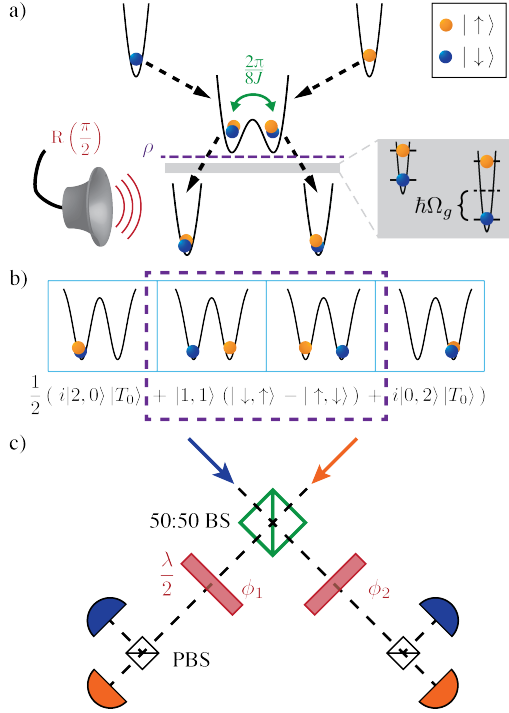 a)
| ↑ ⟩
| ↓ ⟩
2π
8J
R ( π/2 )
ρ
ħΩ_g
b)
1/2 ( i|2,0⟩|T₀⟩ + |1,1⟩ (|↓,↑⟩ − |↑,↓⟩) + i|0,2⟩|T₀⟩ )
c)
50:50 BS
λ
2
ϕ₁
ϕ₂
PBS